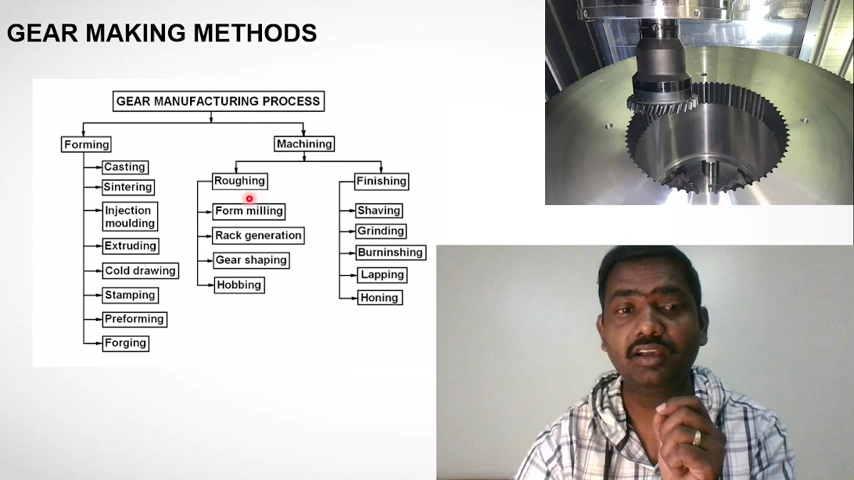 GEAR MAKING METHODS
GEAR MANUFACTURING PROCESS
Forming
Casting
Sintering
Injection
moulding
Extruding
Cold drawing
Stamping
Preforming
Forging
Machining
Roughing
Form milling
Rack generation
Gear shaping
Hobbing
Finishing
Shaving
Grinding
Burninshing
Lapping
Honing